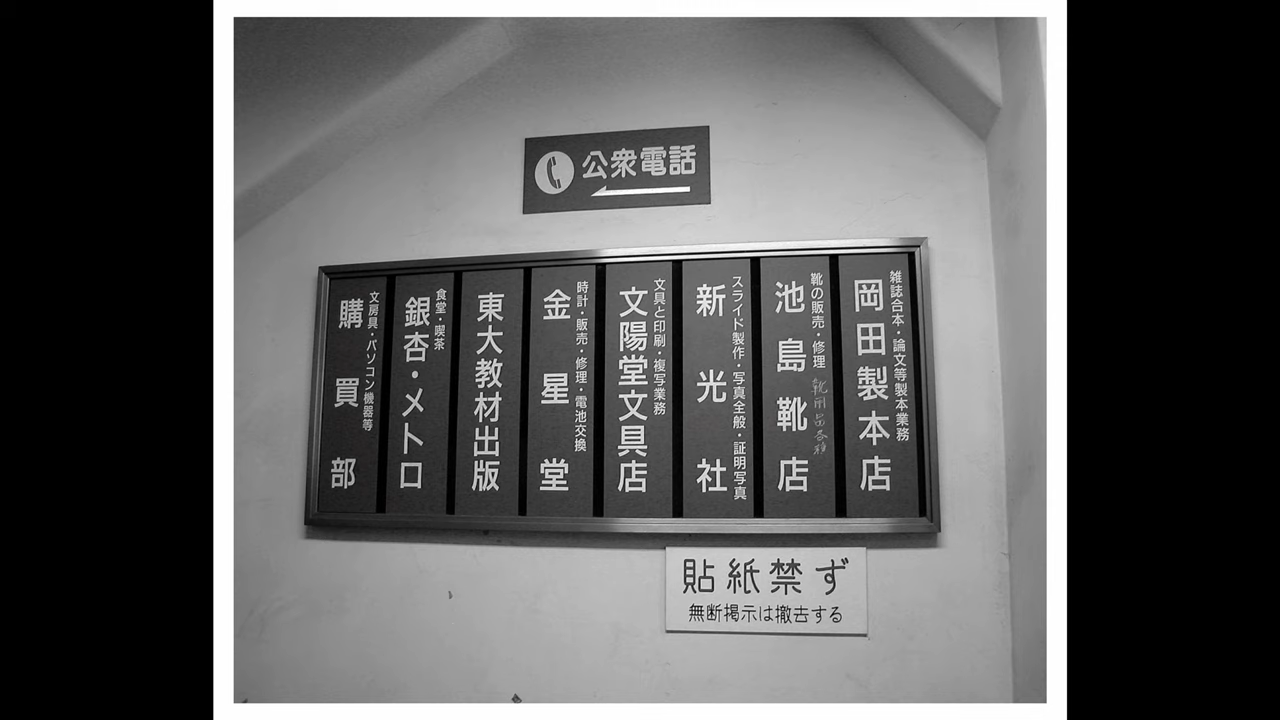 公衆電話
雑誌合本・論文等製本業務
岡田製本店
靴の販売・修理 靴用品各種
池島靴店
スライド製作・写真全般・証明写真
新光社
文具と印刷・複写業務
文陽堂文具店
時計・販売・修理・電池交換
金星堂
東大教材出版
食堂・喫茶
銀杏・メトロ
文房具・パソコン機器等
購買部
貼紙禁ず
無断掲示は撤去する